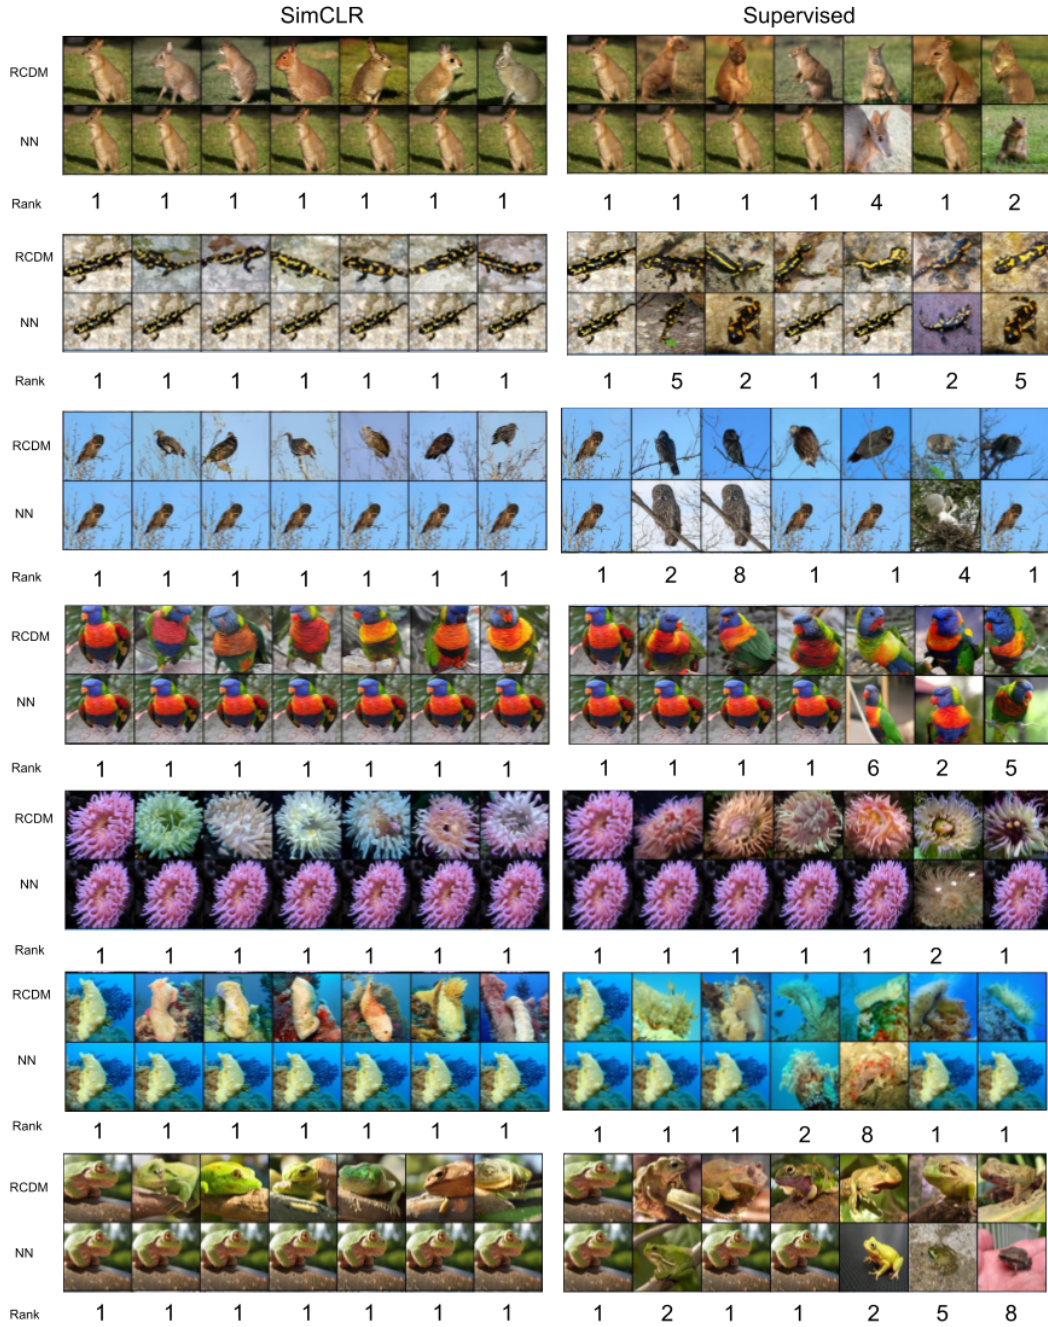 SimCLR Supervised
RCDM
NN
Rank 1 1 1 1 1 1 1 1 1 1 1 4 1 2
RCDM
NN
Rank 1 1 1 1 1 1 1 1 5 2 1 1 2 5
RCDM
NN
Rank 1 1 1 1 1 1 1 1 2 8 1 1 4 1
RCDM
NN
Rank 1 1 1 1 1 1 1 1 1 1 1 6 2 5
RCDM
NN
Rank 1 1 1 1 1 1 1 1 1 1 1 1 2 1
RCDM
NN
Rank 1 1 1 1 1 1 1 1 1 1 2 8 1 1
RCDM
NN
Rank 1 1 1 1 1 1 1 1 2 1 1 2 5 8